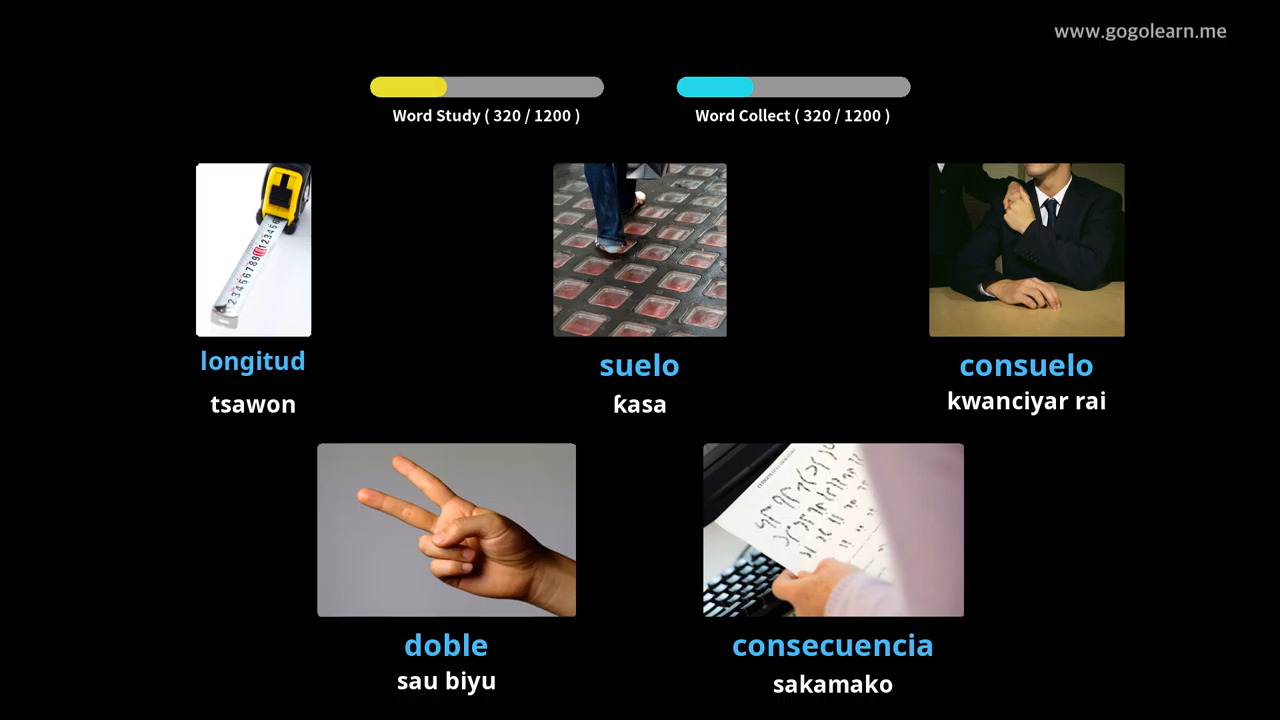 www.gogolearn.me
Word Study ( 320 / 1200 )
Word Collect ( 320 / 1200 )
longitud
tsawon
suelo
ƙasa
consuelo
kwanciyar rai
doble
sau biyu
consecuencia
sakamako